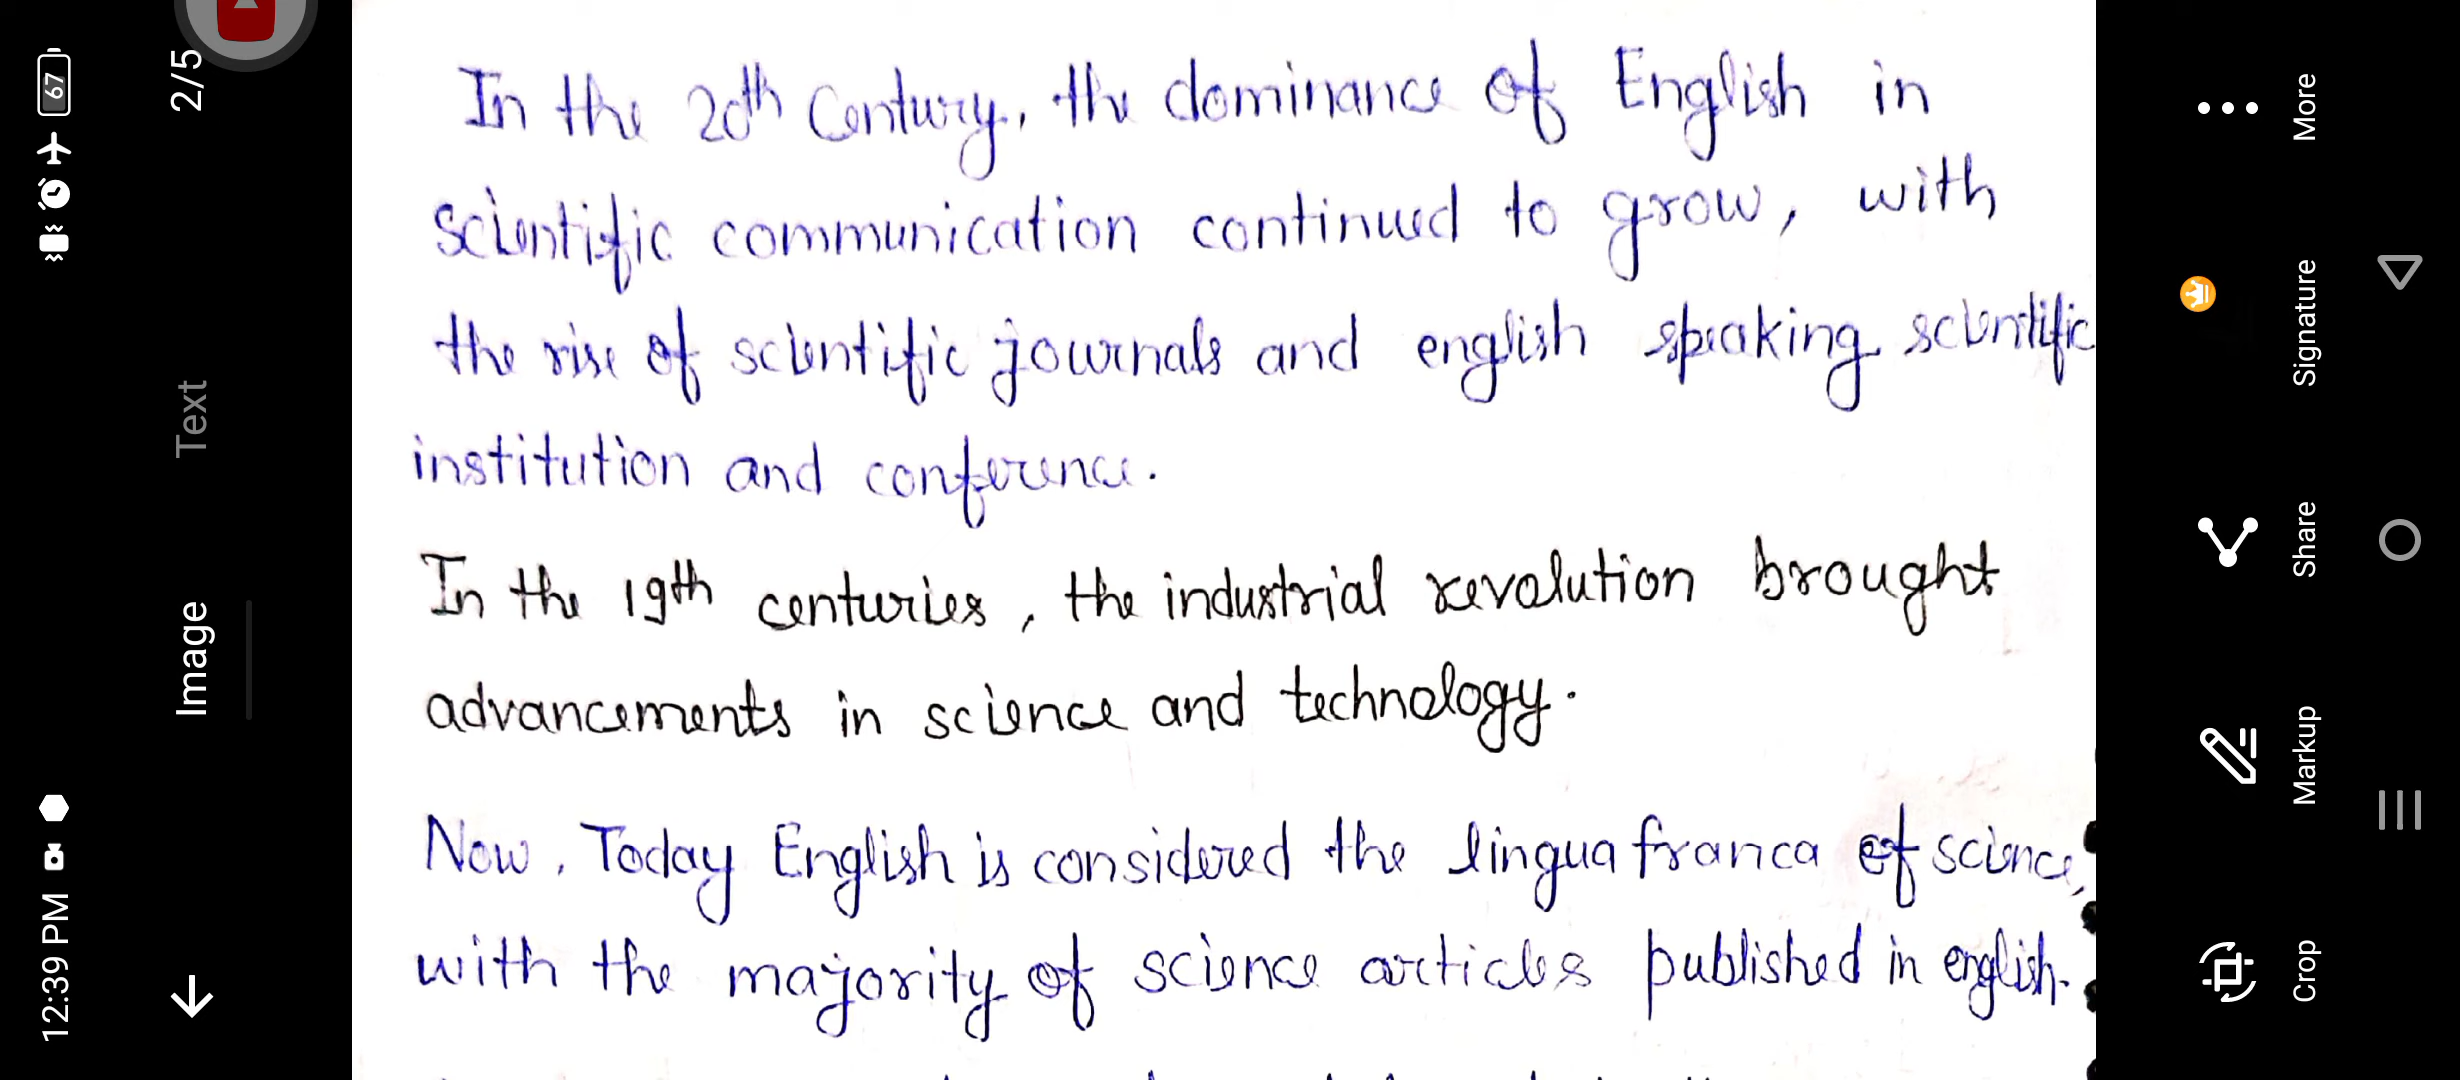 In the 20th Century, the dominance of English in
scientific communication continued to grow, with
the rise of scientific journals and english speaking scientific
institution and conference.
In the 19th centuries, the industrial revolution brought
advancements in science and technology.
Now, Today English is considered the lingua franca of science,
with the majority of science articles published in english.
67
12:39 PM
2/5
Text
Image
More
Signature
Share
Markup
Crop